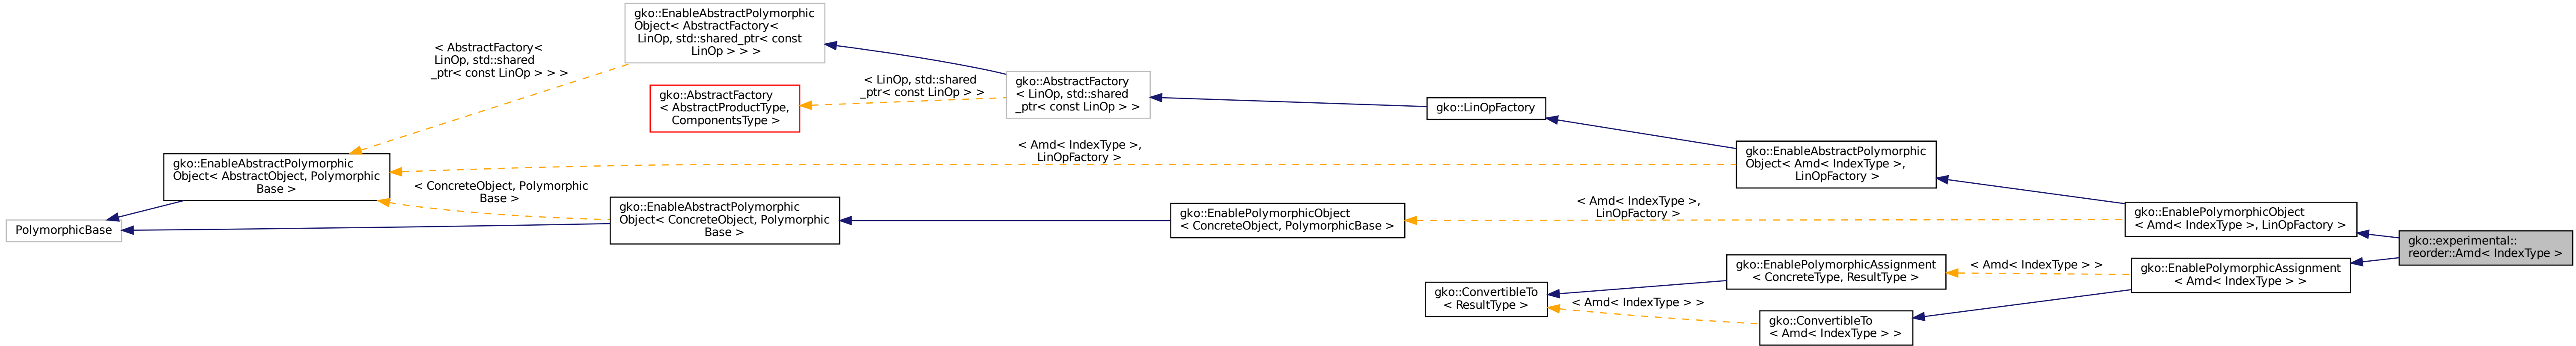 gko::EnableAbstractPolymorphic
Object< AbstractFactory<
LinOp, std::shared_ptr< const
LinOp > > >
< AbstractFactory<
LinOp, std::shared
_ptr< const LinOp > > >
gko::AbstractFactory
< AbstractProductType,
ComponentsType >
< LinOp, std::shared
_ptr< const LinOp > >
gko::AbstractFactory
< LinOp, std::shared
_ptr< const LinOp > >
gko::LinOpFactory
gko::EnableAbstractPolymorphic
Object< AbstractObject, Polymorphic
Base >
< Amd< IndexType >,
LinOpFactory >
gko::EnableAbstractPolymorphic
Object< Amd< IndexType >,
LinOpFactory >
< ConcreteObject, Polymorphic
Base >
PolymorphicBase
gko::EnableAbstractPolymorphic
Object< ConcreteObject, Polymorphic
Base >
gko::EnablePolymorphicObject
< ConcreteObject, PolymorphicBase >
< Amd< IndexType >,
LinOpFactory >
gko::EnablePolymorphicObject
< Amd< IndexType >, LinOpFactory >
gko::experimental::
reorder::Amd< IndexType >
gko::EnablePolymorphicAssignment
< ConcreteType, ResultType >
< Amd< IndexType > >
gko::EnablePolymorphicAssignment
< Amd< IndexType > >
gko::ConvertibleTo
< ResultType >
< Amd< IndexType > >
gko::ConvertibleTo
< Amd< IndexType > >